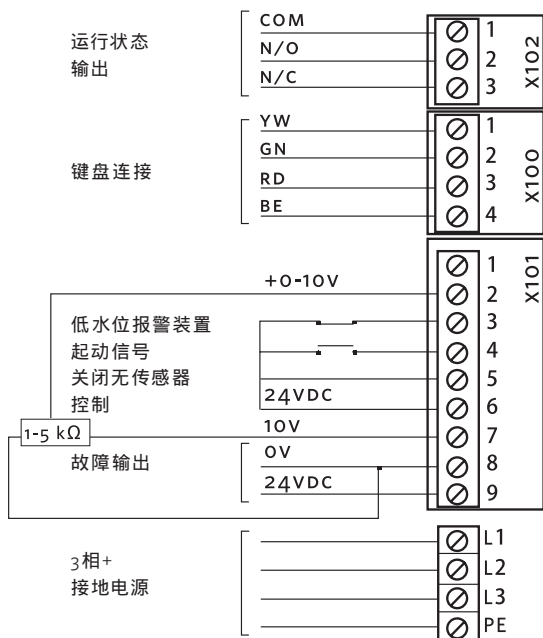 运行状态
输出
COM
N/O
N/C
1
2
3
X102
键盘连接
YW
GN
RD
BE
1
2
3
4
X100
+0-10V
低水位报警装置
起动信号
关闭无传感器
控制
24VDC
1-5 kΩ
10V
故障输出
0V
24VDC
1
2
3
4
5
6
7
8
9
X101
3相+
接地电源
L1
L2
L3
PE